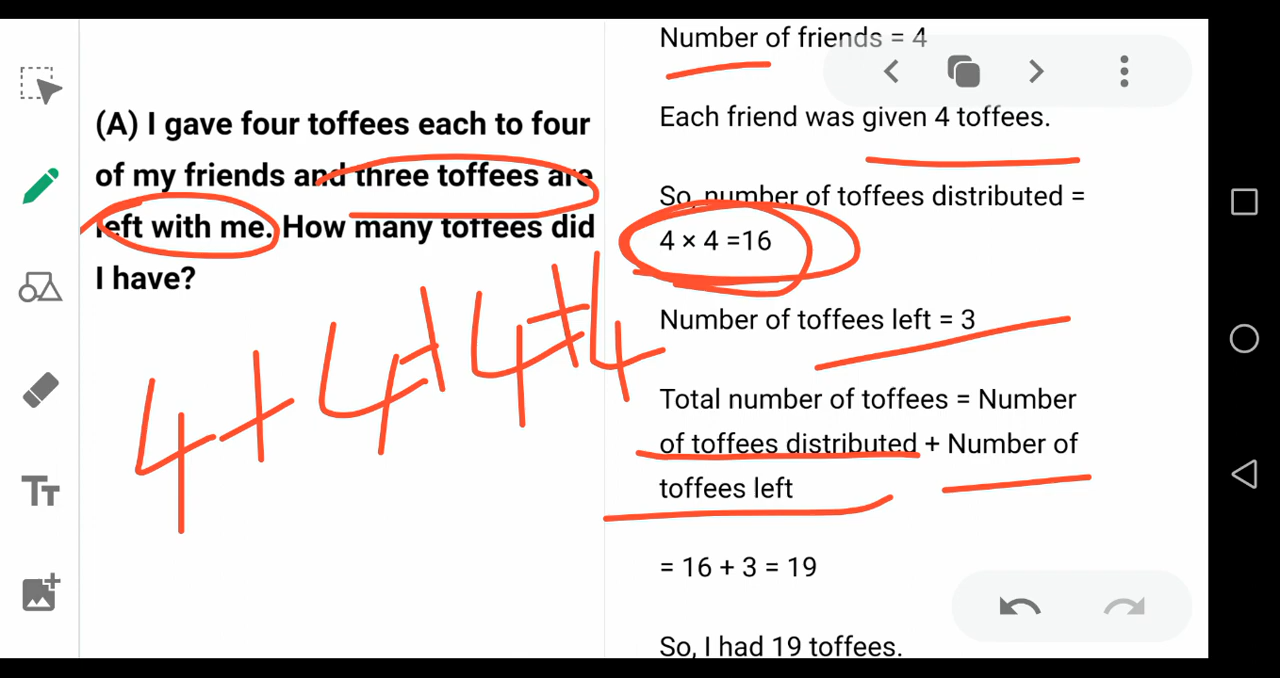 (A) I gave four toffees each to four
of my friends and three toffees are
left with me. How many toffees did
I have?
4 + 4 + 4 + 4
Number of friends = 4
Each friend was given 4 toffees.
So, number of toffees distributed =
4 × 4 =16
Number of toffees left = 3
Total number of toffees = Number
of toffees distributed + Number of
toffees left
= 16 + 3 = 19
So, I had 19 toffees.
Tт